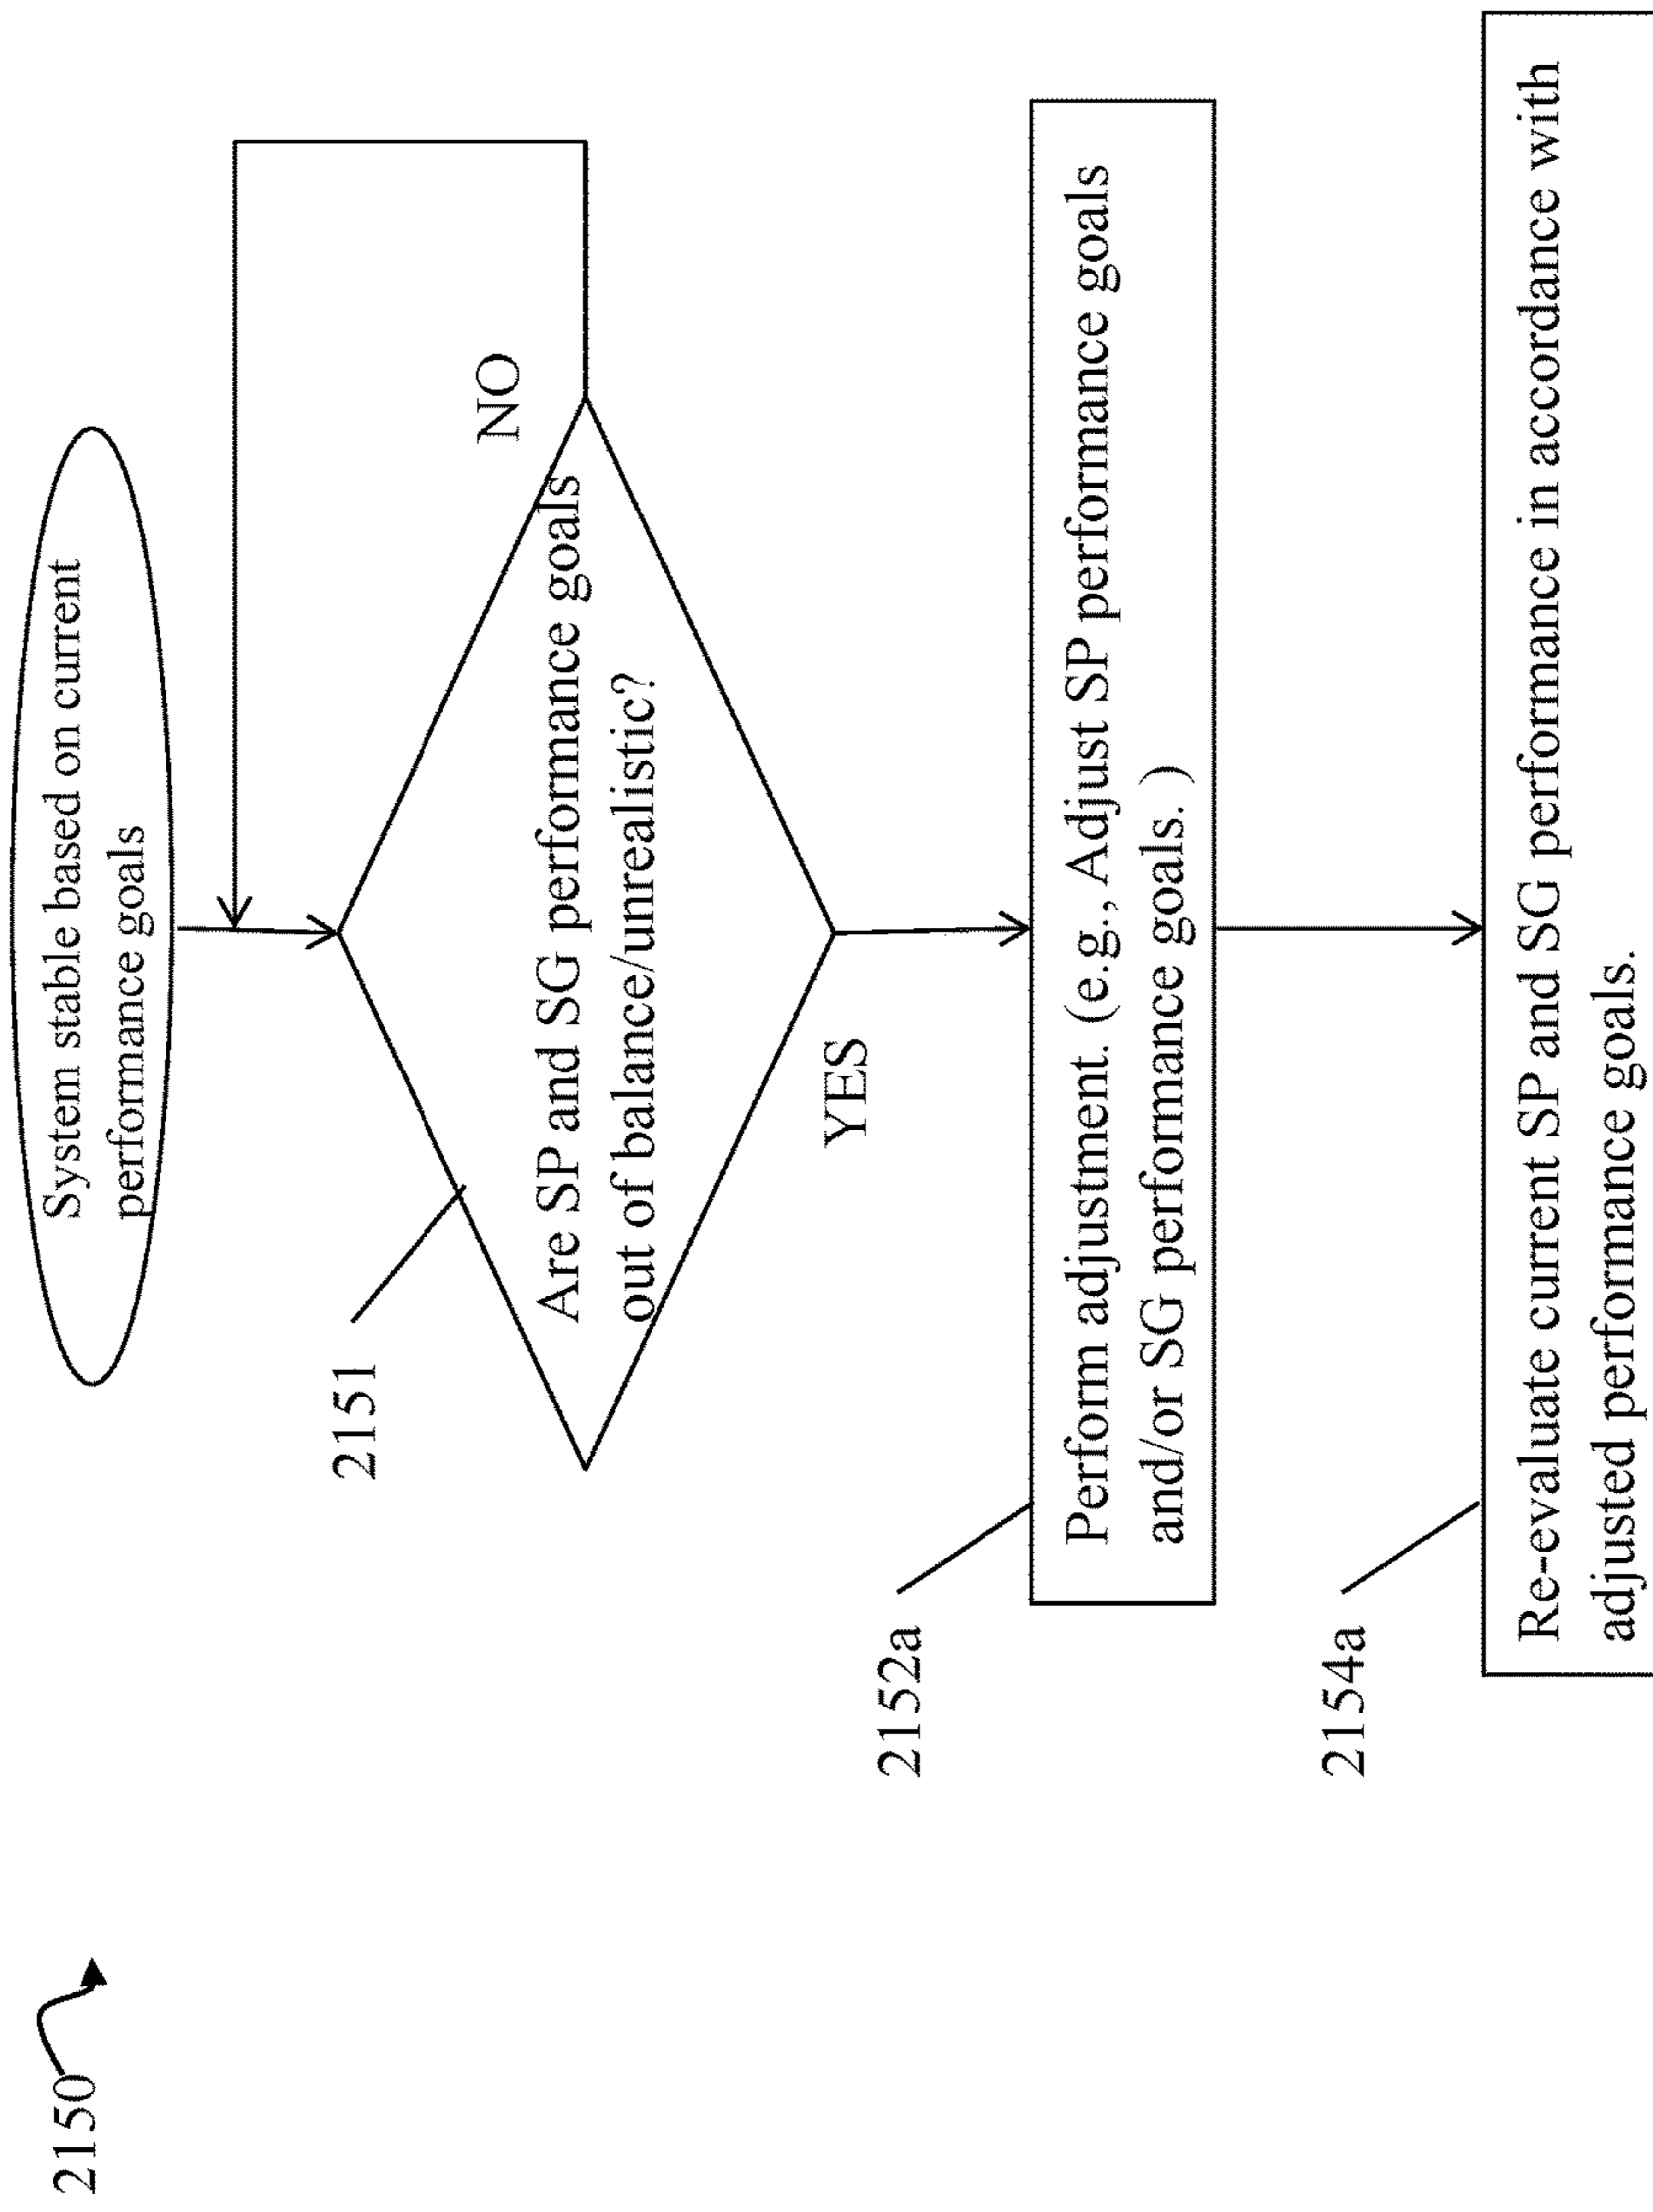 2150
System stable based on current
performance goals
2151
NO
Are SP and SG performance goals
out of balance/unrealistic?
YES
2152a
Perform adjustment. (e.g., Adjust SP performance goals
and/or SG performance goals. )
2154a
Re-evaluate current SP and SG performance in accordance with
adjusted performance goals.